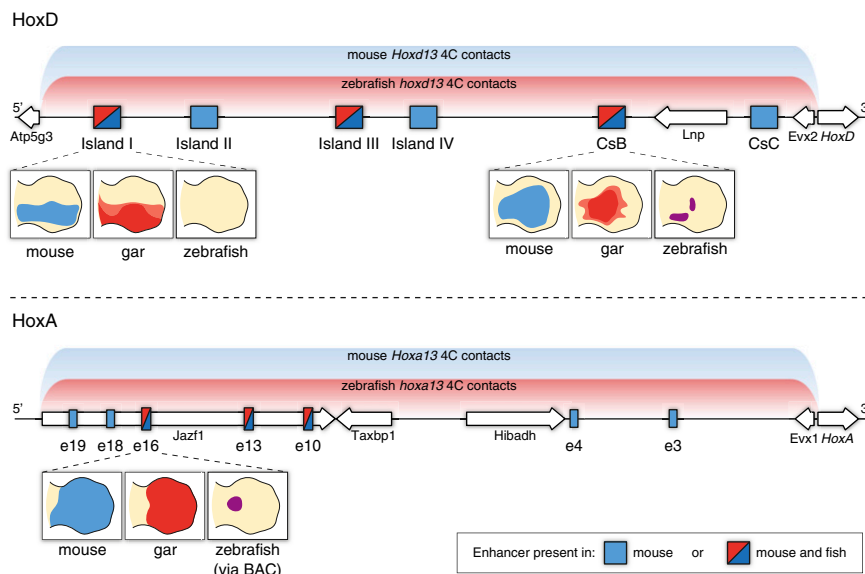 HoxD
mouse Hoxd13 4C contacts
zebrafish hoxd13 4C contacts
5' 3'
Atp5g3 Island I Island II Island III Island IV CsB Lnp CsC Evx2 HoxD
mouse gar zebrafish mouse gar zebrafish
HoxA
mouse Hoxa13 4C contacts
zebrafish hoxa13 4C contacts
5' 3'
e19 e18 e16 Jazf1 e13 e10 Taxbp1 Hibadh e4 e3 Evx1 HoxA
mouse gar zebrafish
(via BAC)
Enhancer present in: mouse or mouse and fish